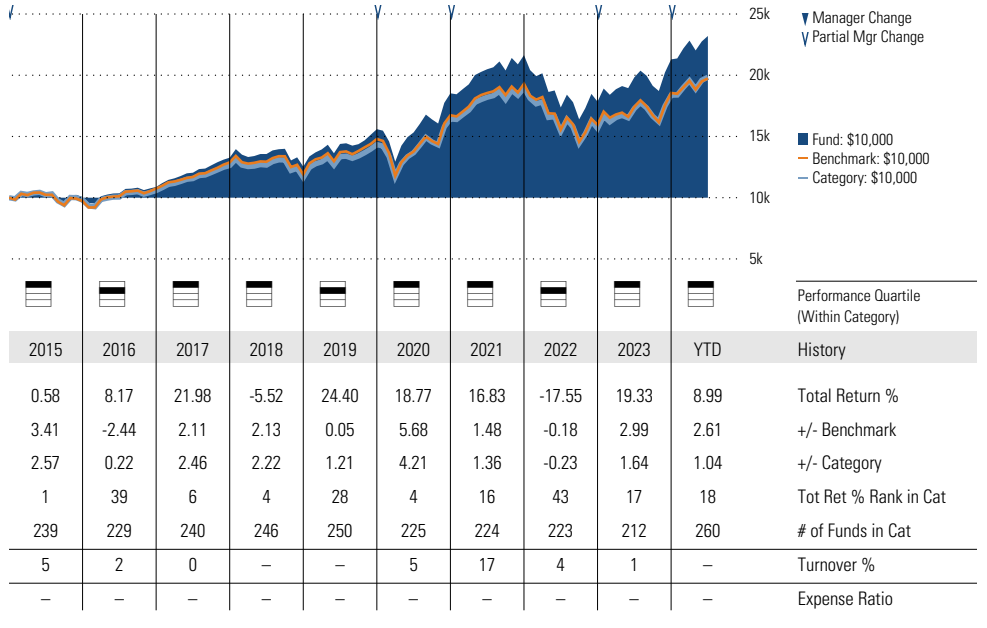 25k
20k
15k
10k
5k
Manager Change
Partial Mgr Change
Fund: $10,000
Benchmark: $10,000
Category: $10,000
Performance Quartile
(Within Category)
2015 2016 2017 2018 2019 2020 2021 2022 2023 YTD History
0.58 8.17 21.98 -5.52 24.40 18.77 16.83 -17.55 19.33 8.99 Total Return %
3.41 -2.44 2.11 2.13 0.05 5.68 1.48 -0.18 2.99 2.61 +/- Benchmark
2.57 0.22 2.46 2.22 1.21 4.21 1.36 -0.23 1.64 1.04 +/- Category
1 39 6 4 28 4 16 43 17 18 Tot Ret % Rank in Cat
239 229 240 246 250 225 224 223 212 260 # of Funds in Cat
5 2 0 – – 5 17 4 1 – Turnover %
– – – – – – – – – – Expense Ratio